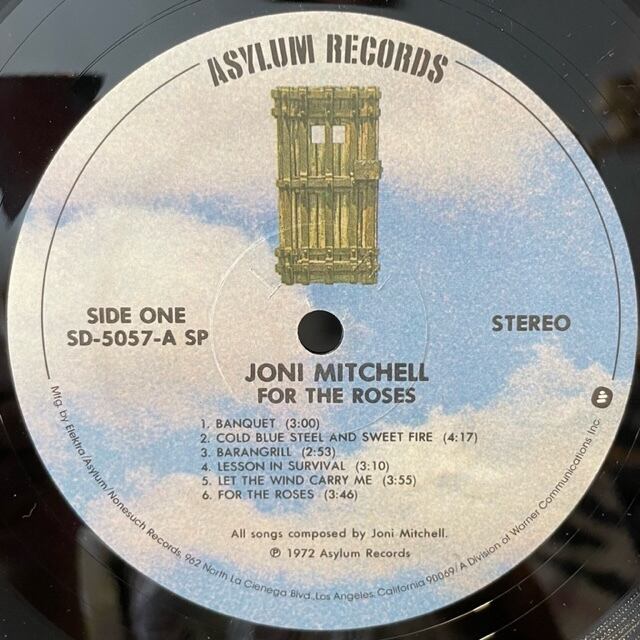 ASYLUM RECORDS
SIDE ONE
SD-5057-A SP
STEREO
JONI MITCHELL
FOR THE ROSES
1. BANQUET (3:00)
2. COLD BLUE STEEL AND SWEET FIRE (4:17)
3. BARANGRILL (2:53)
4. LESSON IN SURVIVAL (3:10)
5. LET THE WIND CARRY ME (3:55)
6. FOR THE ROSES (3:46)
All songs composed by Joni Mitchell.
℗ 1972 Asylum Records
Mfg. by Elektra/Asylum/Nonesuch Records, 962 North La Cienega Blvd., Los Angeles, California 90069/A Division of Warner Communications Inc.